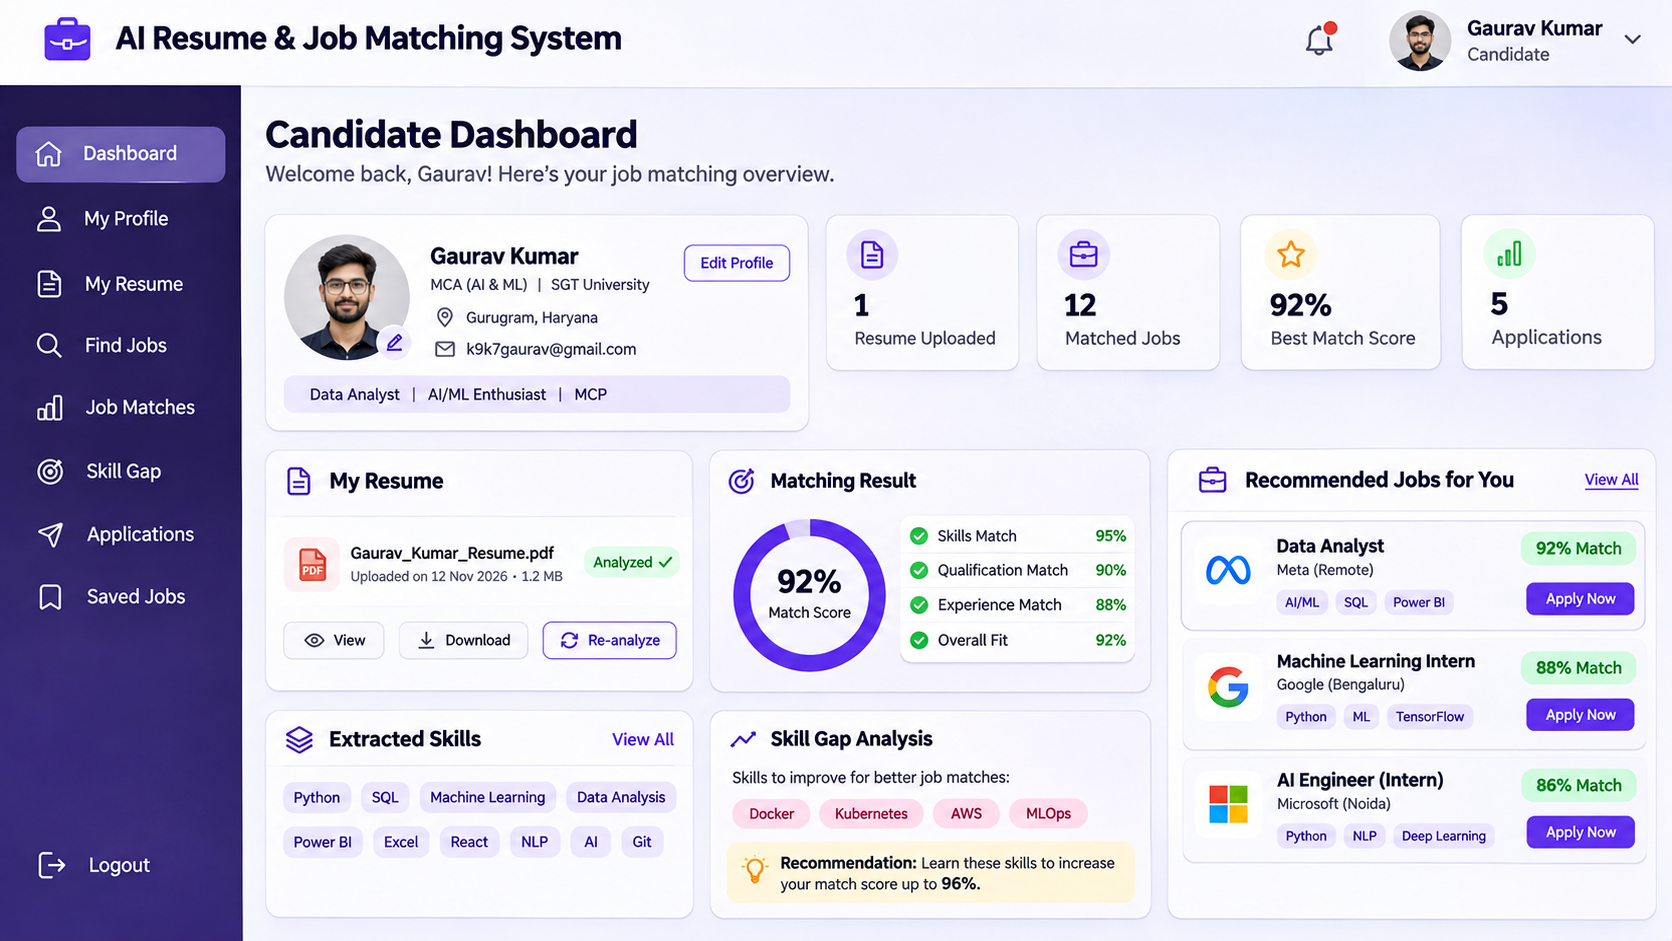 AI Resume & Job Matching System
Gaurav Kumar
Candidate
Dashboard
My Profile
My Resume
Find Jobs
Job Matches
Skill Gap
Applications
Saved Jobs
Logout
Candidate Dashboard
Welcome back, Gaurav! Here's your job matching overview.
Gaurav Kumar
Edit Profile
MCA (AI & ML) | SGT University
Gurugram, Haryana
k9k7gaurav@gmail.com
Data Analyst | AI/ML Enthusiast | MCP
1
Resume Uploaded
12
Matched Jobs
92%
Best Match Score
5
Applications
My Resume
PDF
Gaurav_Kumar_Resume.pdf
Uploaded on 12 Nov 2026 • 1.2 MB
Analyzed
View
Download
Re-analyze
Matching Result
92%
Match Score
Skills Match 95%
Qualification Match 90%
Experience Match 88%
Overall Fit 92%
Recommended Jobs for You
View All
Data Analyst
Meta (Remote)
AI/ML SQL Power BI
92% Match
Apply Now
Machine Learning Intern
Google (Bengaluru)
Python ML TensorFlow
88% Match
Apply Now
AI Engineer (Intern)
Microsoft (Noida)
Python NLP Deep Learning
86% Match
Apply Now
Extracted Skills
View All
Python SQL Machine Learning Data Analysis
Power BI Excel React NLP AI Git
Skill Gap Analysis
Skills to improve for better job matches:
Docker Kubernetes AWS MLOps
Recommendation: Learn these skills to increase
your match score up to 96%.